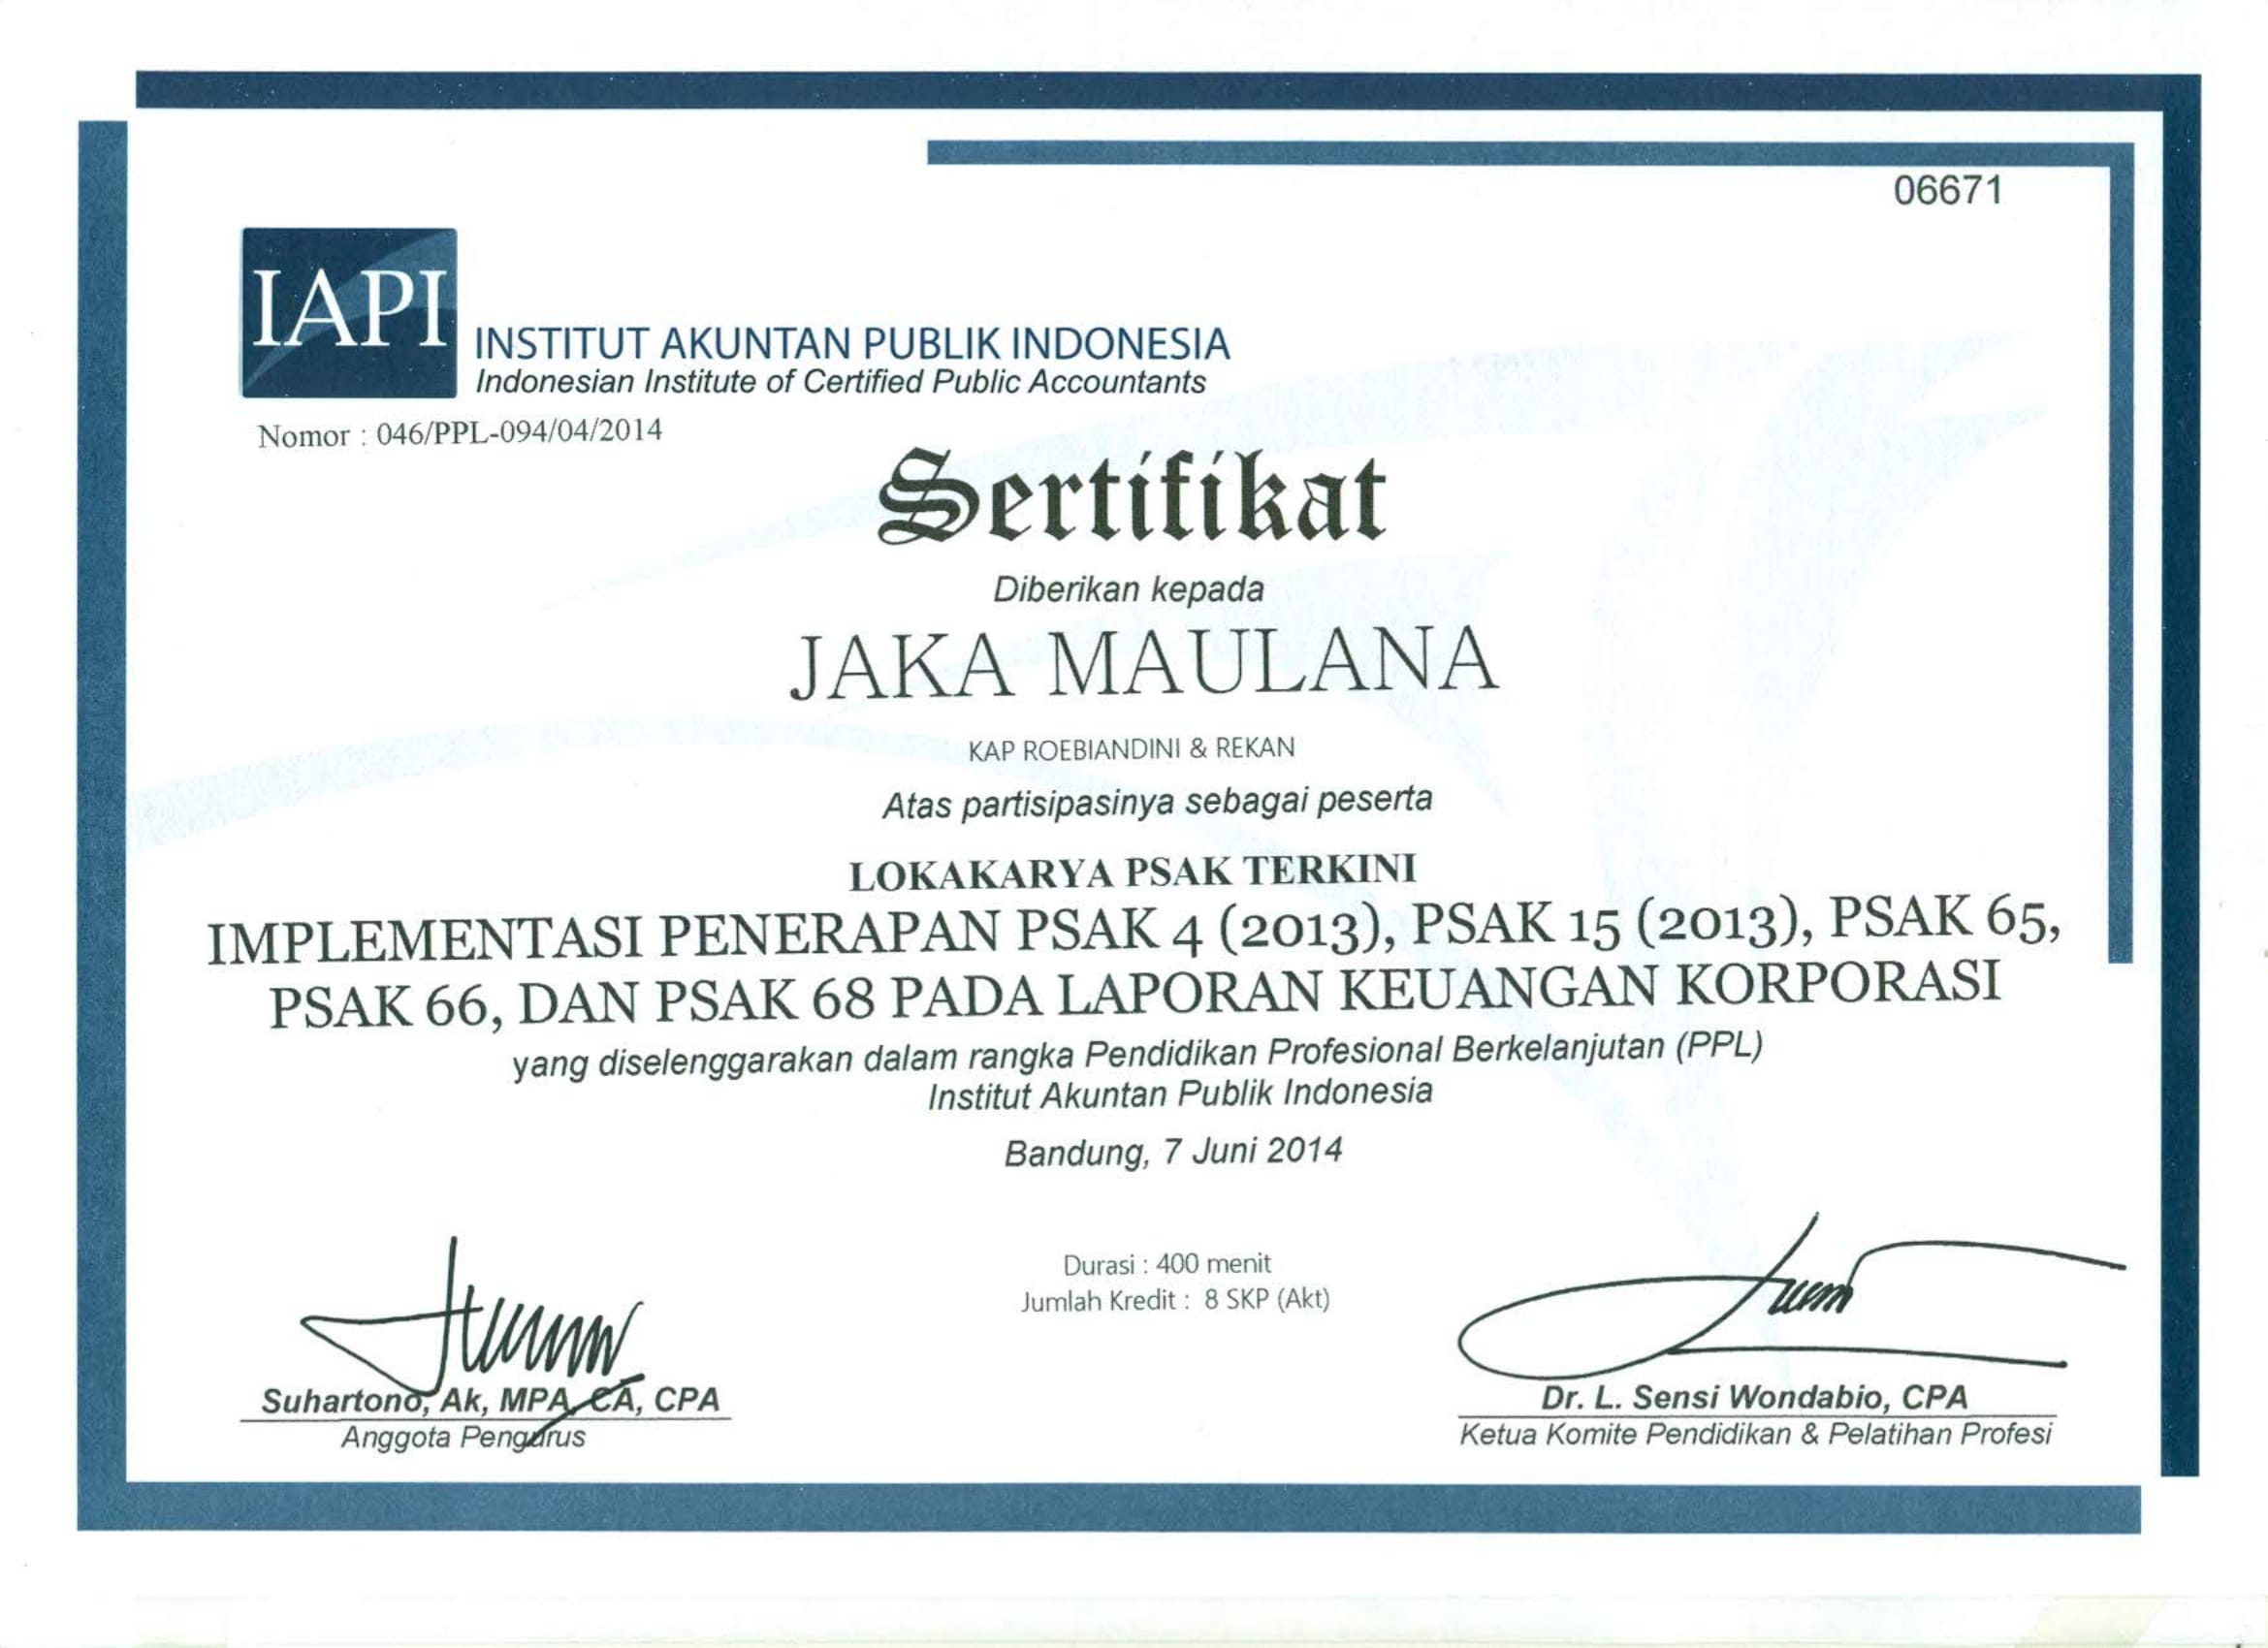 06671
IAPI
INSTITUT AKUNTAN PUBLIK INDONESIA
Indonesian Institute of Certified Public Accountants
Nomor : 046/PPL-094/04/2014
Sertifikat
Diberikan kepada
JAKA MAULANA
KAP ROEBIANDINI & REKAN
Atas partisipasinya sebagai peserta
LOKAKARYA PSAK TERKINI
IMPLEMENTASI PENERAPAN PSAK 4 (2013), PSAK 15 (2013), PSAK 65,
PSAK 66, DAN PSAK 68 PADA LAPORAN KEUANGAN KORPORASI
yang diselenggarakan dalam rangka Pendidikan Profesional Berkelanjutan (PPL)
Institut Akuntan Publik Indonesia
Bandung, 7 Juni 2014
Durasi : 400 menit
Jumlah Kredit : 8 SKP (Akt)
Suhartono, Ak, MPA, CA, CPA
Anggota Pengurus
Dr. L. Sensi Wondabio, CPA
Ketua Komite Pendidikan & Pelatihan Profesi